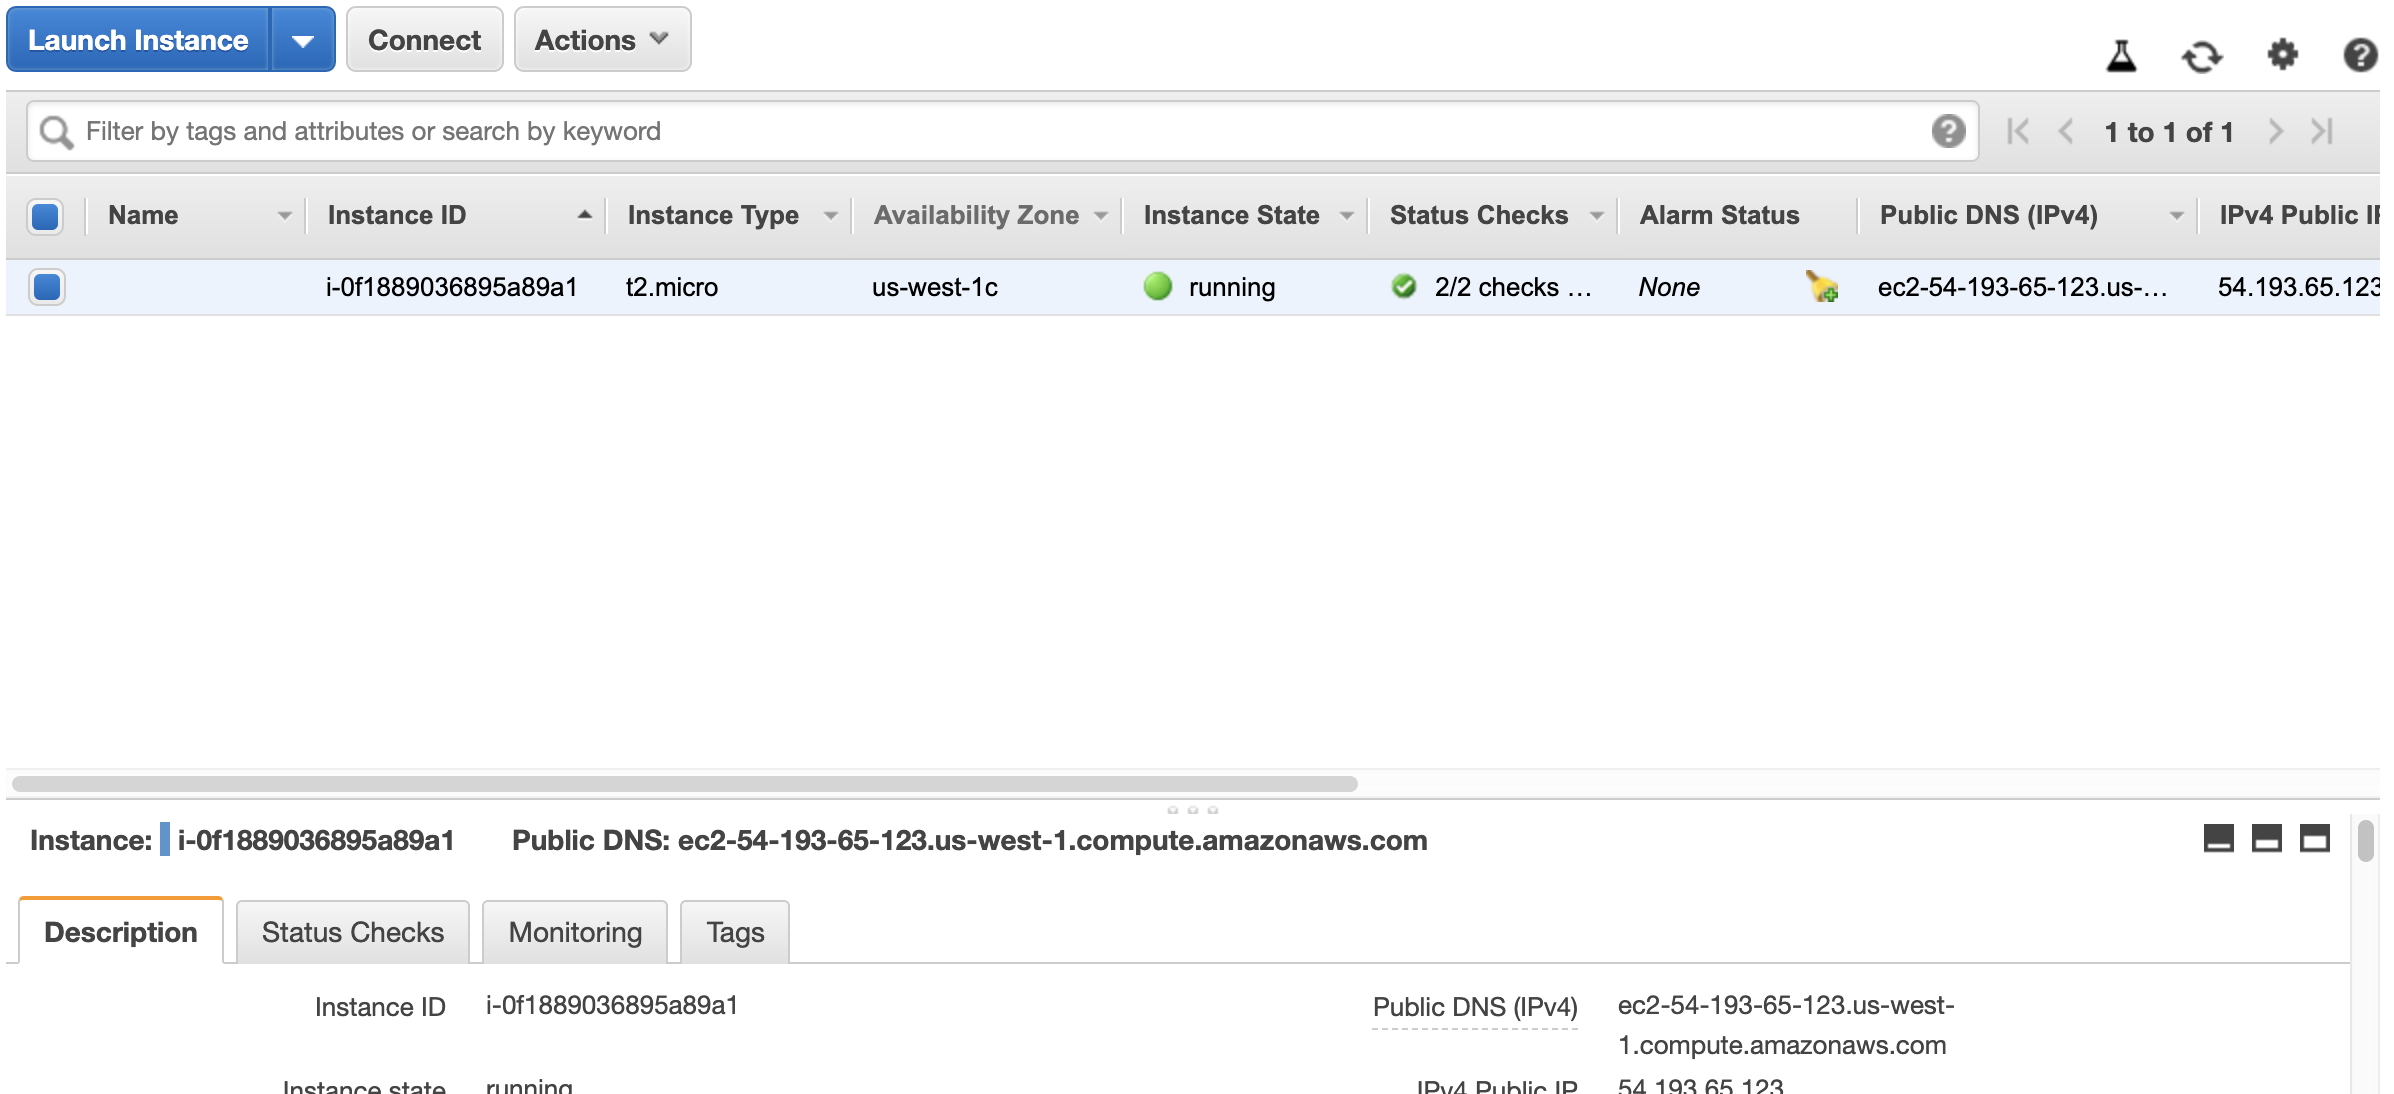 Launch Instance Connect Actions
Filter by tags and attributes or search by keyword 1 to 1 of 1
Name Instance ID Instance Type Availability Zone Instance State Status Checks Alarm Status Public DNS (IPv4) IPv4 Public IP
i-0f1889036895a89a1 t2.micro us-west-1c running 2/2 checks ... None ec2-54-193-65-123.us-... 54.193.65.123
Instance: i-0f1889036895a89a1 Public DNS: ec2-54-193-65-123.us-west-1.compute.amazonaws.com
Description Status Checks Monitoring Tags
Instance ID i-0f1889036895a89a1 Public DNS (IPv4) ec2-54-193-65-123.us-west-
1.compute.amazonaws.com
Instance state running IPv4 Public IP 54.193.65.123